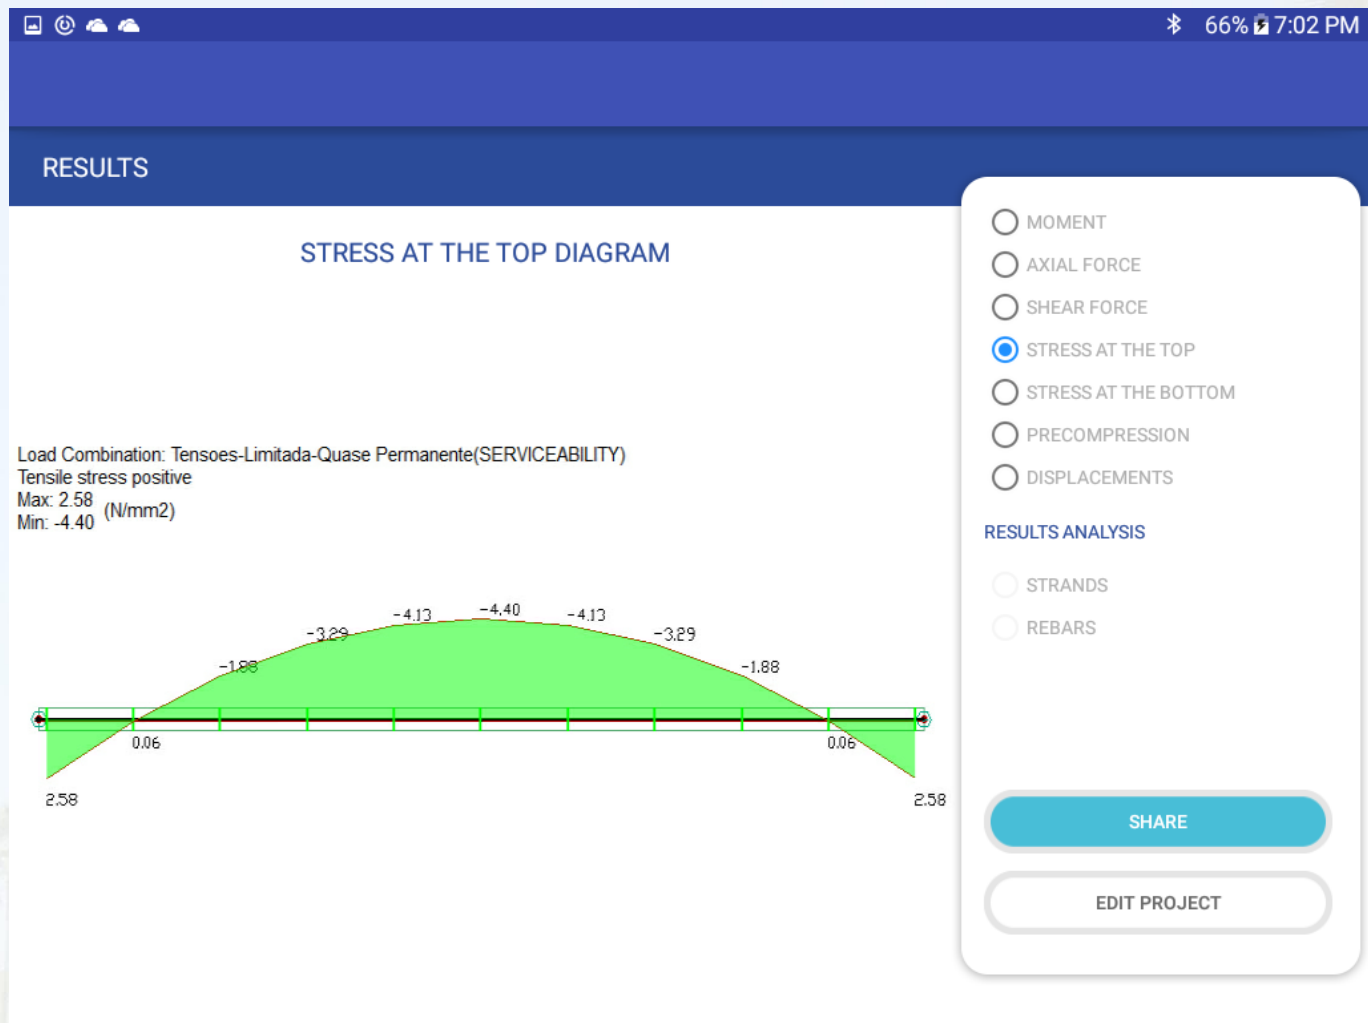 66% 7:02 PM
RESULTS
STRESS AT THE TOP DIAGRAM
Load Combination: Tensoes-Limitada-Quase Permanente(SERVICEABILITY)
Tensile stress positive
Max: 2.58
Min: -4.40
(N/mm2)
-1.88
-3.29
-4.13
-4.40
-4.13
-3.29
-1.88
0.06
0.06
2.58
2.58
MOMENT
AXIAL FORCE
SHEAR FORCE
STRESS AT THE TOP
STRESS AT THE BOTTOM
PRECOMPRESSION
DISPLACEMENTS
RESULTS ANALYSIS
STRANDS
REBARS
SHARE
EDIT PROJECT